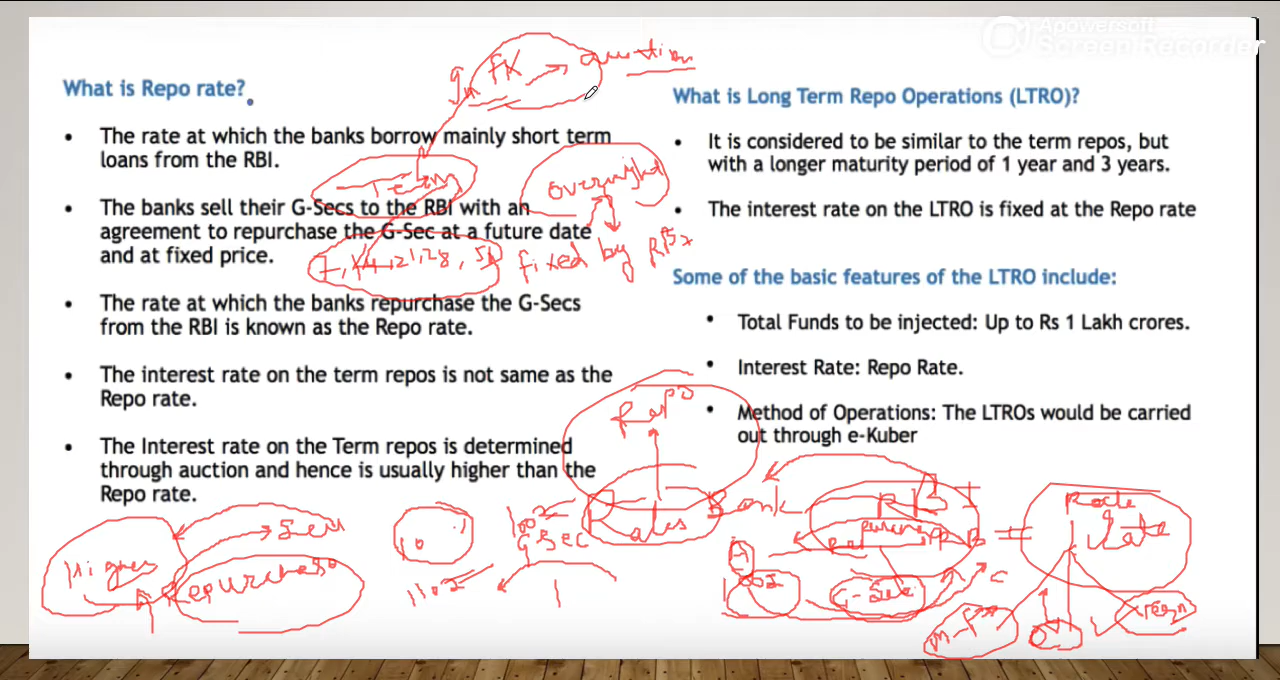 Apowersoft
Screen Recorder
What is Repo rate?
• The rate at which the banks borrow mainly short term
loans from the RBI.
• The banks sell their G-Secs to the RBI with an
agreement to repurchase the G-Sec at a future date
and at fixed price.
• The rate at which the banks repurchase the G-Secs
from the RBI is known as the Repo rate.
• The interest rate on the term repos is not same as the
Repo rate.
• The Interest rate on the Term repos is determined
through auction and hence is usually higher than the
Repo rate.
What is Long Term Repo Operations (LTRO)?
• It is considered to be similar to the term repos, but
with a longer maturity period of 1 year and 3 years.
• The interest rate on the LTRO is fixed at the Repo rate
Some of the basic features of the LTRO include:
• Total Funds to be injected: Up to Rs 1 Lakh crores.
• Interest Rate: Repo Rate.
• Method of Operations: The LTROs would be carried
out through e-Kuber
Term
overnight
fixed by RBI
Repo
Rates
Bank
RBI
Rate
Higher
Repurchase
Sell
G Sec
G-Sec
10%